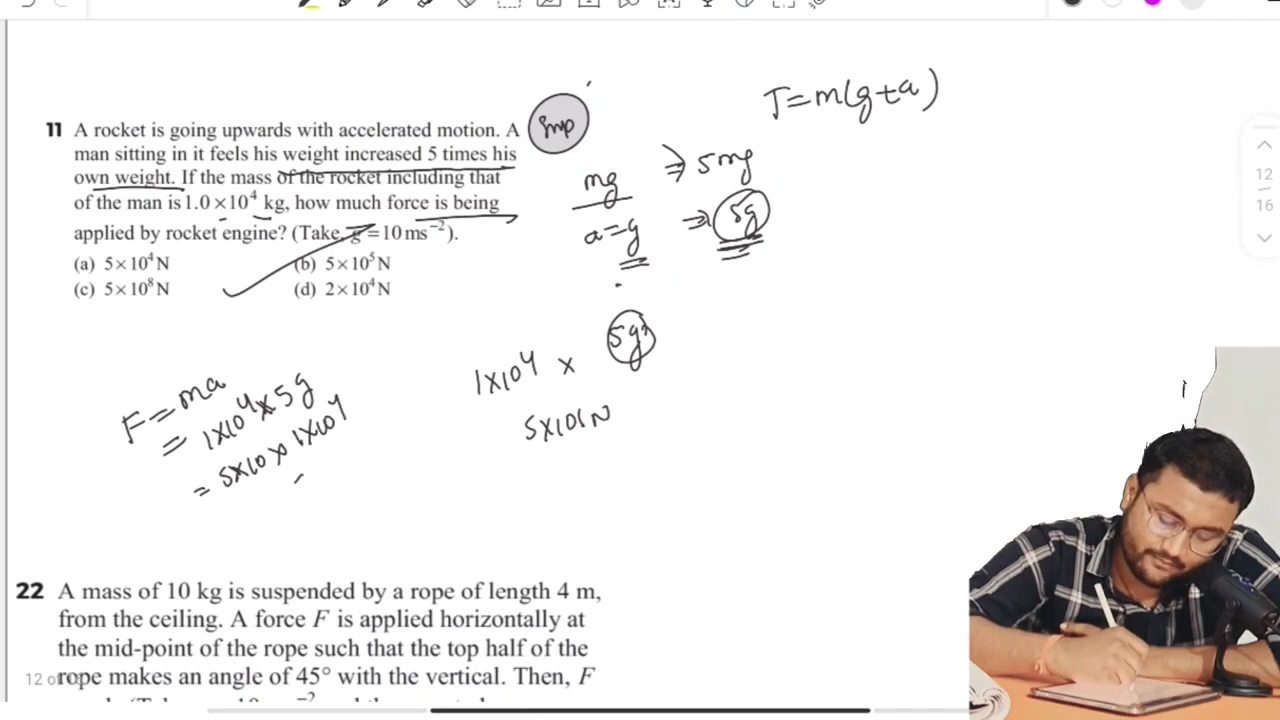 T=m(g+a)
11 A rocket is going upwards with accelerated motion. A
man sitting in it feels his weight increased 5 times his
own weight. If the mass of the rocket including that
of the man is 1.0×10⁴ kg, how much force is being
applied by rocket engine? (Take, g =10 ms⁻²).
(a) 5×10⁴ N (b) 5×10⁵ N
(c) 5×10⁸ N (d) 2×10⁴ N
Imp
mg ⇒ 5mg
a=g ⇒ 5g
1×10⁴ × 5g
F=ma
= 1×10⁴×5g
= 5×10×1×10⁴
=
22 A mass of 10 kg is suspended by a rope of length 4 m,
from the ceiling. A force F is applied horizontally at
the mid-point of the rope such that the top half of the
rope makes an angle of 45° with the vertical. Then, F
12
16
12 of